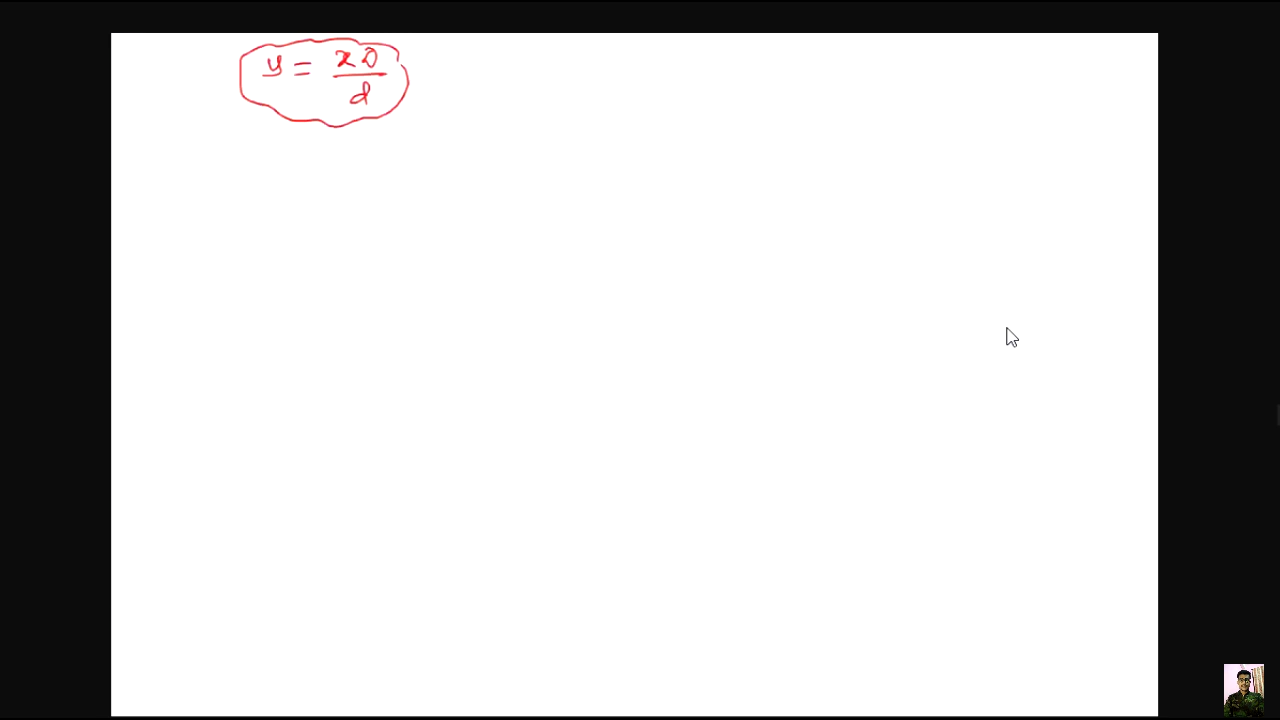 y = xD/d